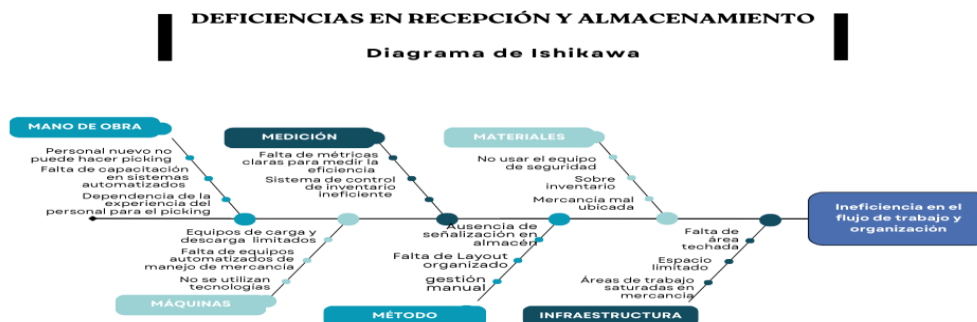 DEFICIENCIAS EN RECEPCIÓN Y ALMACENAMIENTO
Diagrama de Ishikawa
MANO DE OBRA
Personal nuevo no
puede hacer picking
Falta de capacitación
en sistemas
automatizados
Dependencia de la
experiencia del
personal para el picking
MEDICIÓN
Falta de métricas
claras para medir la
eficiencia
Sistema de control
de inventario
ineficiente
MATERIALES
No usar el equipo
de seguridad
Sobre
inventario
Mercancía mal
ubicada
Ineficiencia en el
flujo de trabajo y
organización
Equipos de carga y
descarga limitados
Falta de equipos
automatizados de
manejo de mercancía
No se utilizan
tecnologías
MÁQUINAS
Ausencia de
señalización en
almacén
Falta de Layout
organizado
gestión
manual
MÉTODO
Falta de
área
techada
Espacio
limitado
Áreas de trabajo
saturadas en
mercancia
INFRAESTRUCTURA